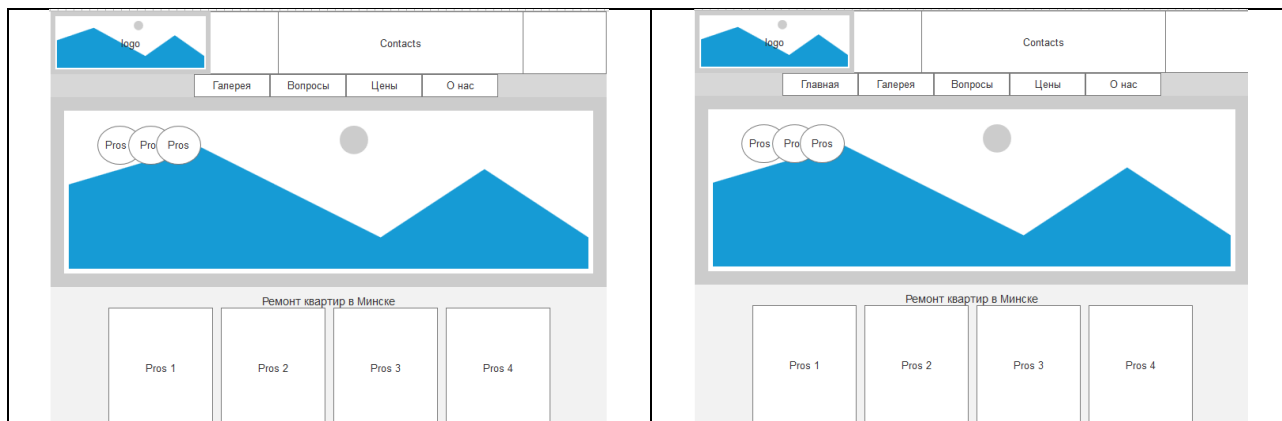 logo
Contacts
Галерея Вопросы Цены О нас
Pros Pro Pros
Ремонт квартир в Минске
Pros 1 Pros 2 Pros 3 Pros 4
logo
Contacts
Главная Галерея Вопросы Цены О нас
Pros Pro Pros
Ремонт квартир в Минске
Pros 1 Pros 2 Pros 3 Pros 4